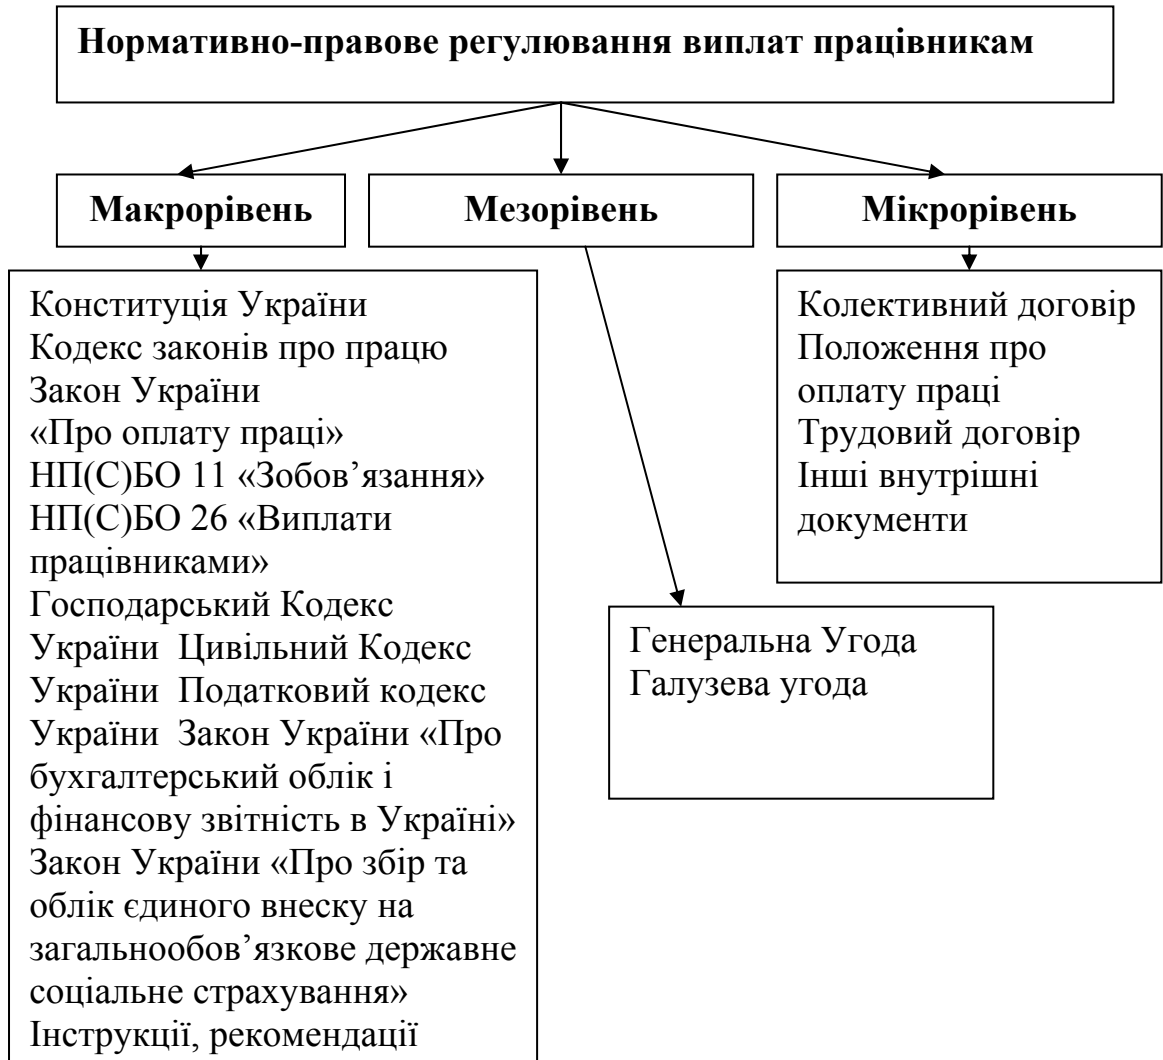 Нормативно-правове регулювання виплат працівникам
Макрорівень
Мезорівень
Мікрорівень
Конституція України
Кодекс законів про працю
Закон України
«Про оплату праці»
НП(С)БО 11 «Зобов’язання»
НП(С)БО 26 «Виплати
працівниками»
Господарський Кодекс
України Цивільний Кодекс
України Податковий кодекс
України Закон України «Про
бухгалтерський облік і
фінансову звітність в Україні»
Закон України «Про збір та
облік єдиного внеску на
загальнообов’язкове державне
соціальне страхування»
Інструкції, рекомендації
Генеральна Угода
Галузева угода
Колективний договір
Положення про
оплату праці
Трудовий договір
Інші внутрішні
документи